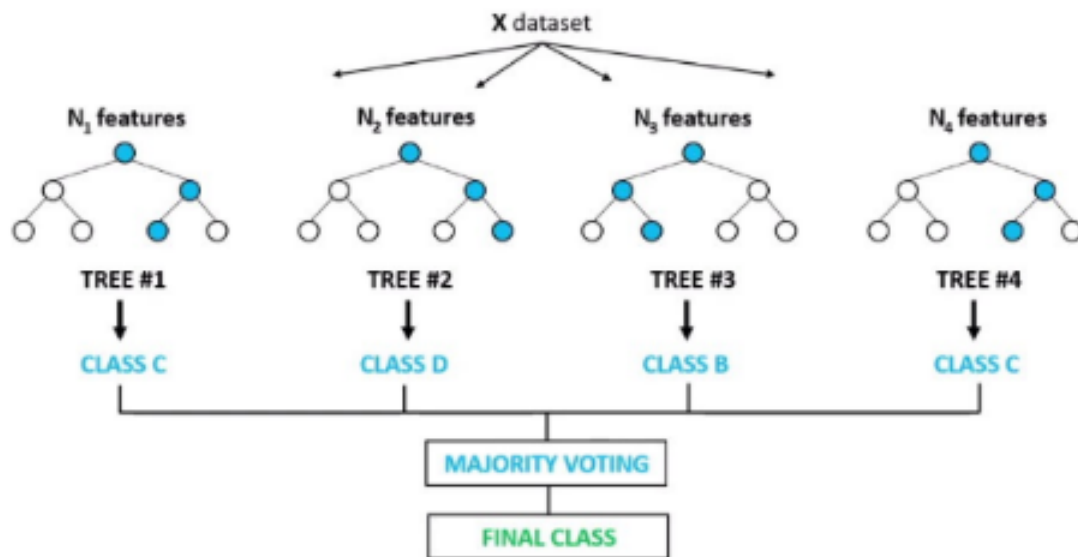 X dataset
N₁ features N₂ features N₃ features N₄ features
TREE #1 TREE #2 TREE #3 TREE #4
CLASS C CLASS D CLASS B CLASS C
MAJORITY VOTING
FINAL CLASS